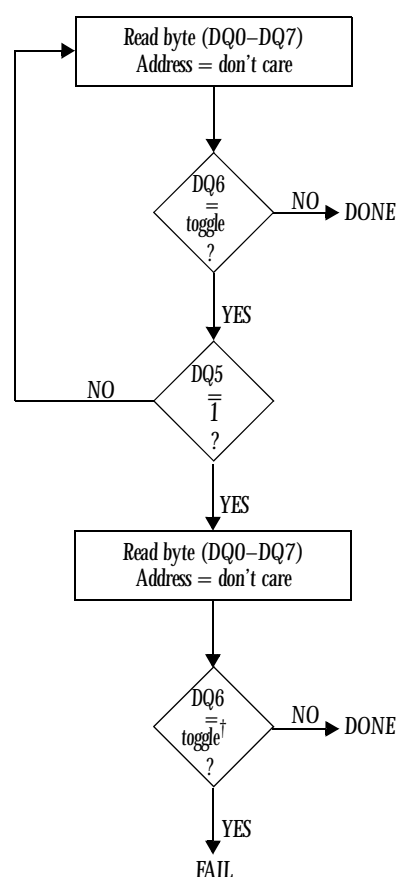 Read byte (DQ0–DQ7)
Address = don't care
DQ6
=
toggle
?
NO
DONE
YES
DQ5
=
1
?
NO
YES
Read byte (DQ0–DQ7)
Address = don't care
DQ6
=
toggle†
?
NO
DONE
YES
FAIL